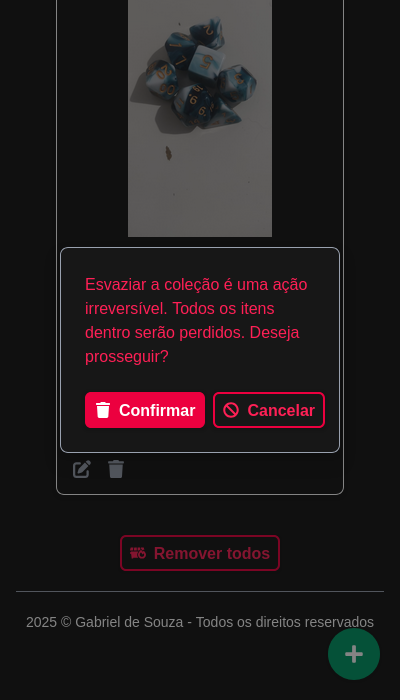 Esvaziar a coleção é uma ação
irreversível. Todos os itens
dentro serão perdidos. Deseja
prosseguir?
Confirmar
Cancelar
Remover todos
2025 © Gabriel de Souza - Todos os direitos reservados